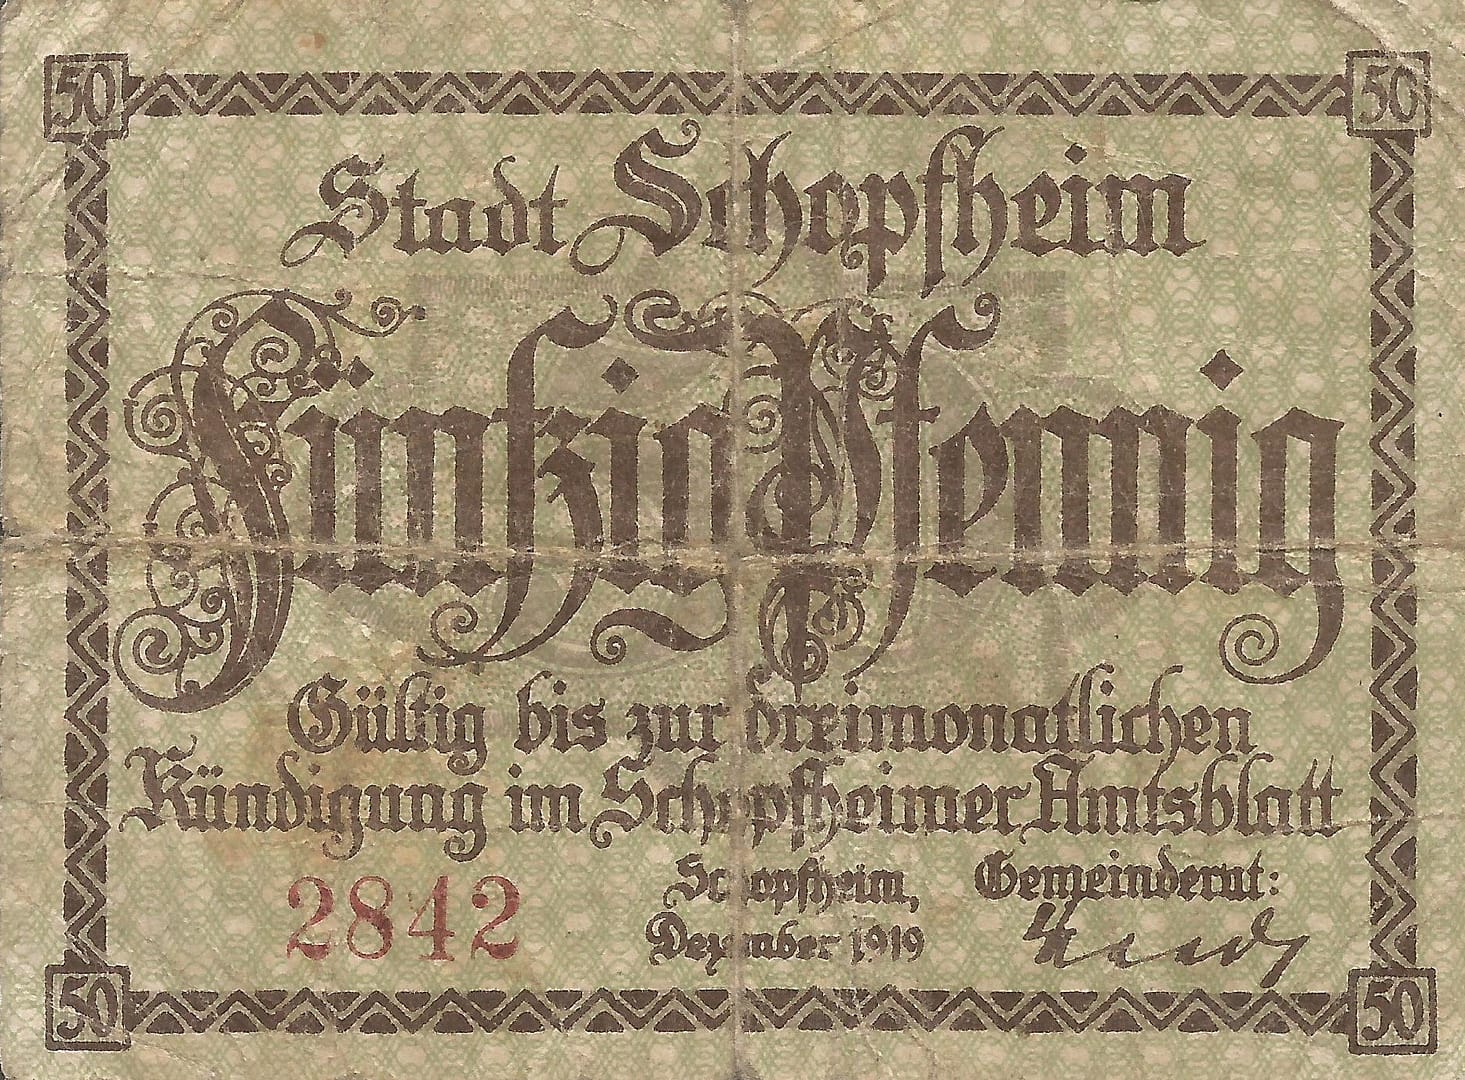 50 50
Stadt Schopfheim
Fünfzig Pfennig
Gültig bis zur dreimonatlichen
Kündigung im Schopfheimer Amtsblatt
Schopfheim, Gemeinderat:
2842 Dezember 1919
50 50